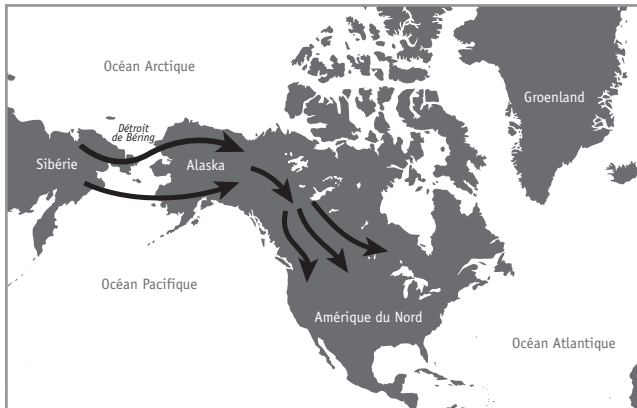 Océan Arctique
Groenland
Détroit
de Béring
Sibérie
Alaska
Océan Pacifique
Amérique du Nord
Océan Atlantique